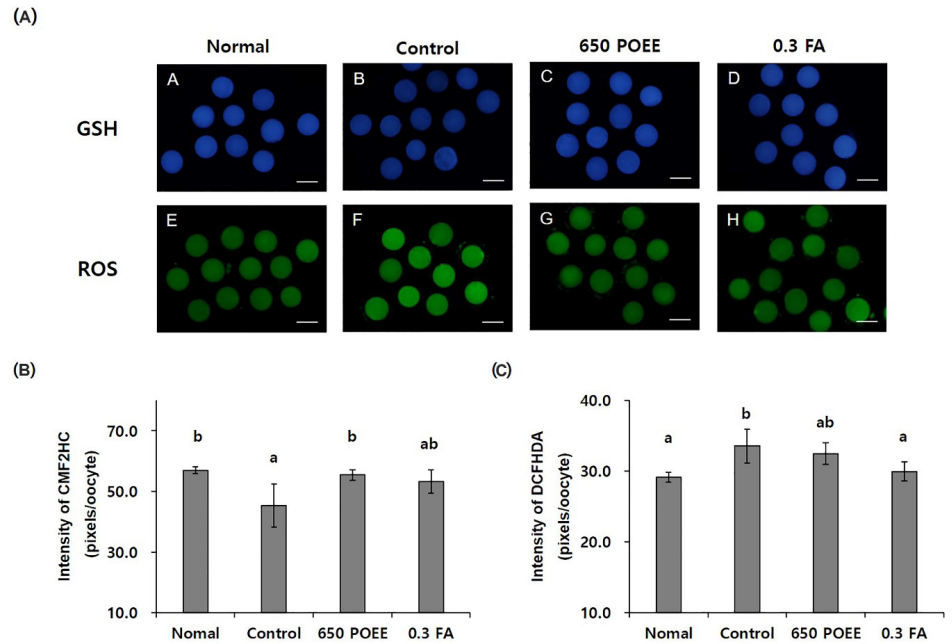 (A)
Normal Control 650 POEE 0.3 FA
GSH A B C D
ROS E F G H
(B)
Intensity of CMF2HC
(pixels/oocyte)
70.0
50.0
30.0
10.0
b a b ab
Nomal Control 650 POEE 0.3 FA
(C)
Intensity of DCFHDA
(pixels/oocyte)
40.0
30.0
20.0
10.0
a b ab a
Nomal Control 650 POEE 0.3 FA